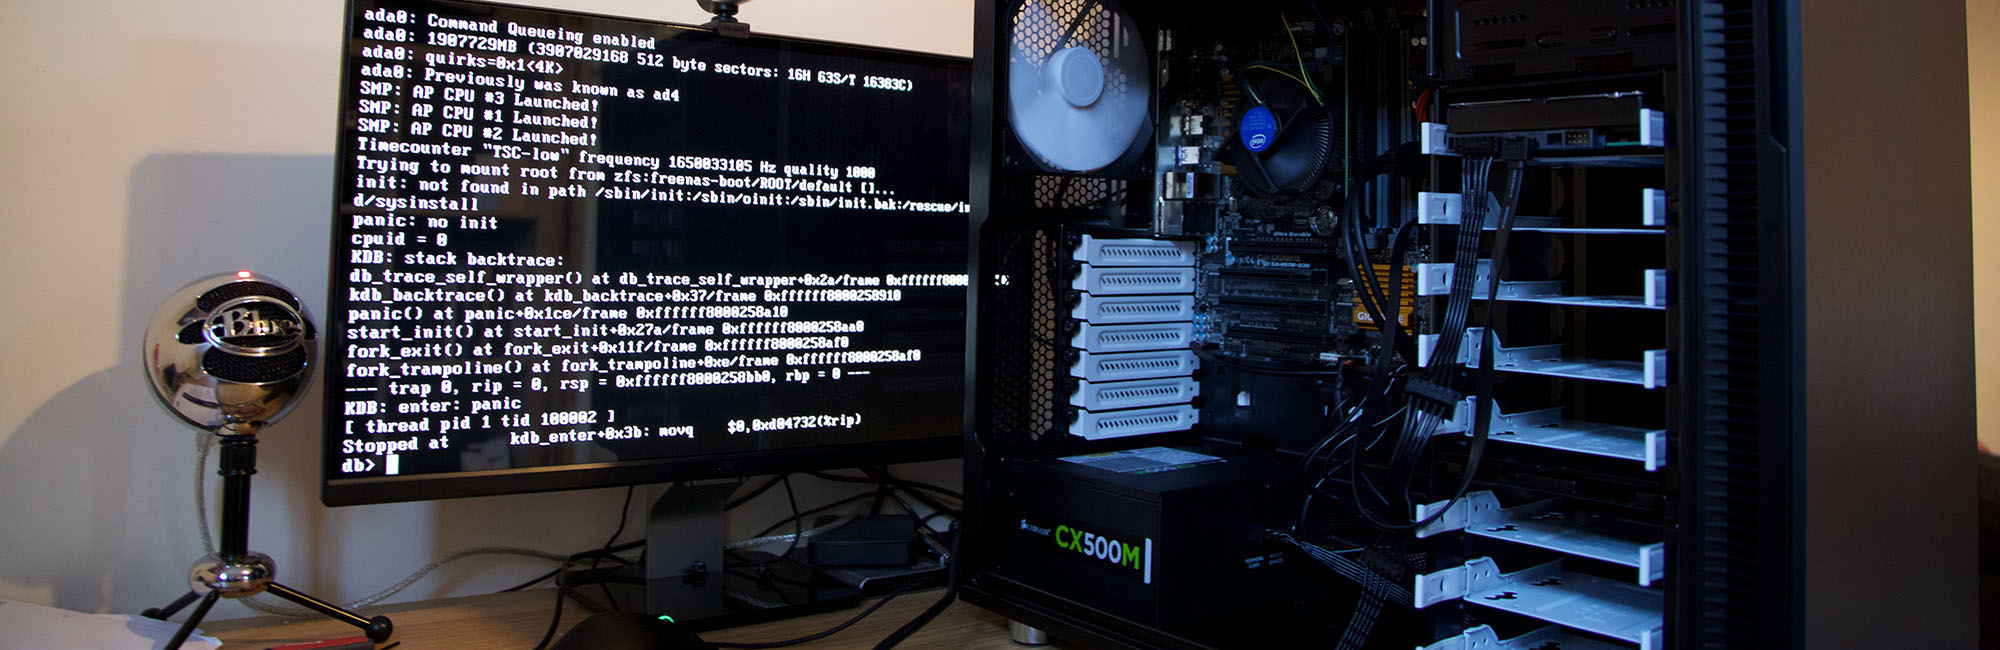 ada0: Command Queueing enabled
ada0: 1907729MB (3907029168 512 byte sectors: 16H 63S/T 16383C)
ada0: quirks=0x1<4K>
ada0: Previously was known as ad4
SMP: AP CPU #3 Launched!
SMP: AP CPU #1 Launched!
SMP: AP CPU #2 Launched!
Timecounter "TSC-low" frequency 1650033105 Hz quality 1000
Trying to mount root from zfs:freenas-boot/ROOT/default []...
init: not found in path /sbin/init:/sbin/oinit:/sbin/init.bak:/rescue/in
d/sysinstall
panic: no init
cpuid = 0
KDB: stack backtrace:
db_trace_self_wrapper() at db_trace_self_wrapper+0x2a/frame 0xffffff8000
kdb_backtrace() at kdb_backtrace+0x37/frame 0xffffff8000258910
panic() at panic+0x1ce/frame 0xffffff8000258a10
start_init() at start_init+0x27a/frame 0xffffff8000258aa0
fork_exit() at fork_exit+0x11f/frame 0xffffff8000258af0
fork_trampoline() at fork_trampoline+0xe/frame 0xffffff8000258af0
--- trap 0, rip = 0, rsp = 0xffffff8000258bb0, rbp = 0 ---
KDB: enter: panic
[ thread pid 1 tid 100002 ]
Stopped at      kdb_enter+0x3b: movq    $0,0xd04732(%rip)
db>
Blue
intel
Ultra Durable
GIGABYTE
CORSAIR
CX500M